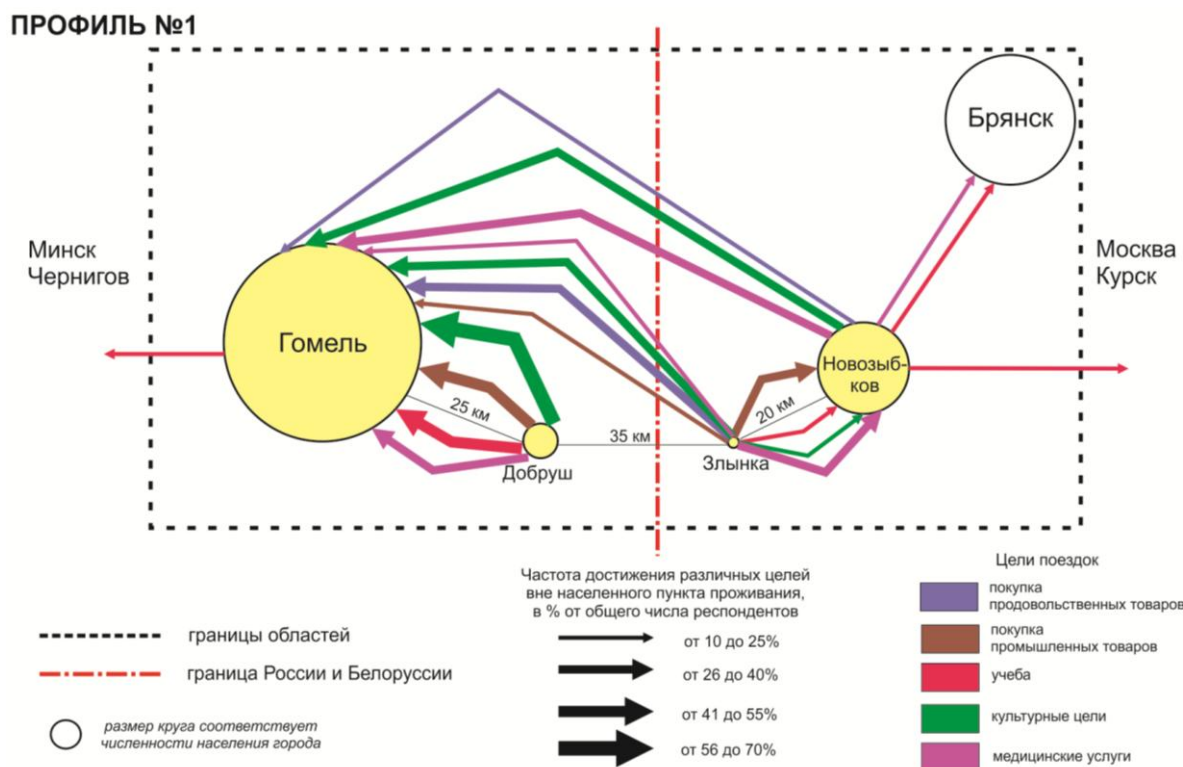 ПРОФИЛЬ №1
Брянск
Минск
Чернигов
Москва
Курск
Гомель
Новозыб-
ков
25 км
20 км
35 км
Добруш
Злынка
границы областей
граница России и Белоруссии
размер круга соответствует
численности населения города
Частота достижения различных целей
вне населенного пункта проживания,
в % от общего числа респондентов
от 10 до 25%
от 26 до 40%
от 41 до 55%
от 56 до 70%
Цели поездок
покупка
продовольственных товаров
покупка
промышленных товаров
учеба
культурные цели
медицинские услуги